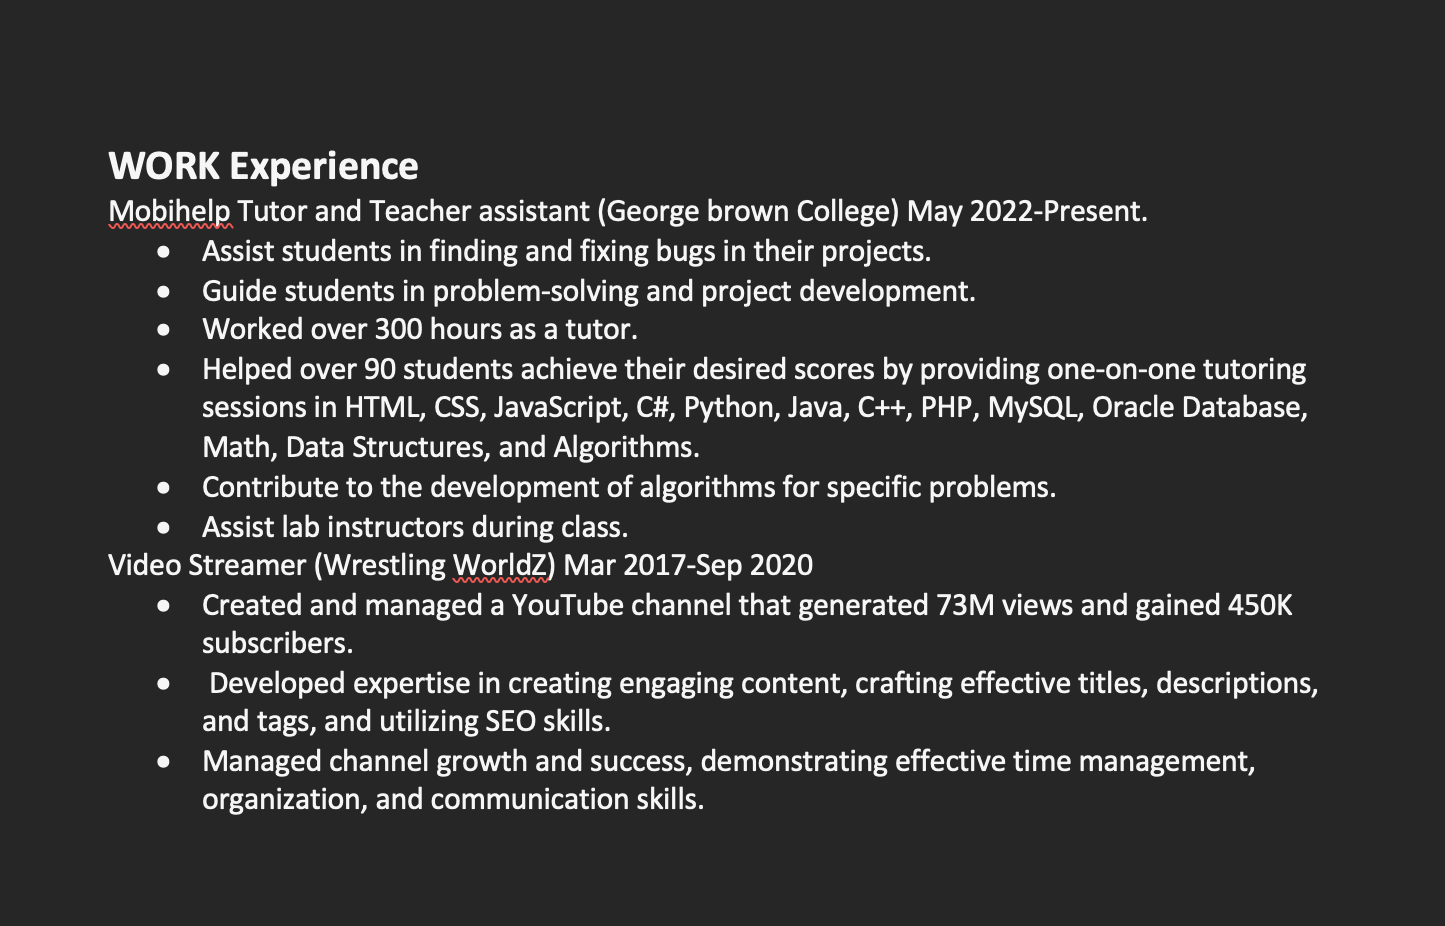 WORK Experience
Mobihelp Tutor and Teacher assistant (George brown College) May 2022-Present.
• Assist students in finding and fixing bugs in their projects.
• Guide students in problem-solving and project development.
• Worked over 300 hours as a tutor.
• Helped over 90 students achieve their desired scores by providing one-on-one tutoring
sessions in HTML, CSS, JavaScript, C#, Python, Java, C++, PHP, MySQL, Oracle Database,
Math, Data Structures, and Algorithms.
• Contribute to the development of algorithms for specific problems.
• Assist lab instructors during class.
Video Streamer (Wrestling WorldZ) Mar 2017-Sep 2020
• Created and managed a YouTube channel that generated 73M views and gained 450K
subscribers.
• Developed expertise in creating engaging content, crafting effective titles, descriptions,
and tags, and utilizing SEO skills.
• Managed channel growth and success, demonstrating effective time management,
organization, and communication skills.